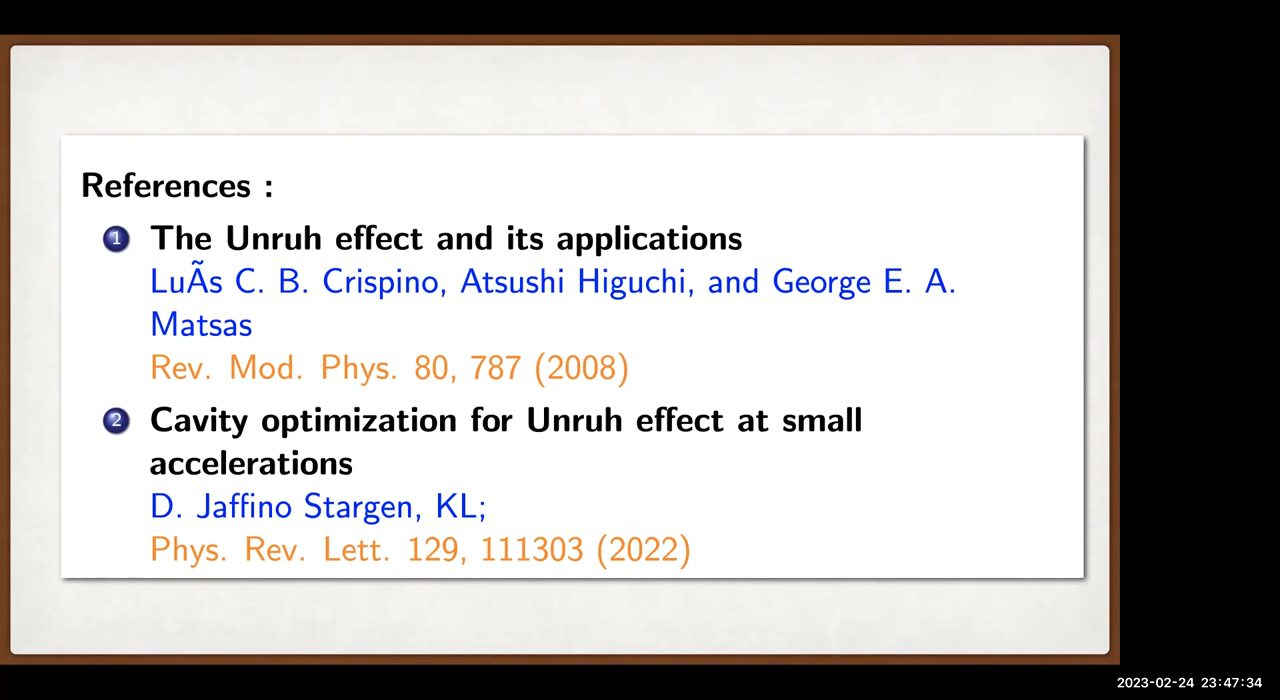 References :
1 The Unruh effect and its applications
LuÃs C. B. Crispino, Atsushi Higuchi, and George E. A.
Matsas
Rev. Mod. Phys. 80, 787 (2008)
2 Cavity optimization for Unruh effect at small
accelerations
D. Jaffino Stargen, KL;
Phys. Rev. Lett. 129, 111303 (2022)
2023-02-24 23:47:34